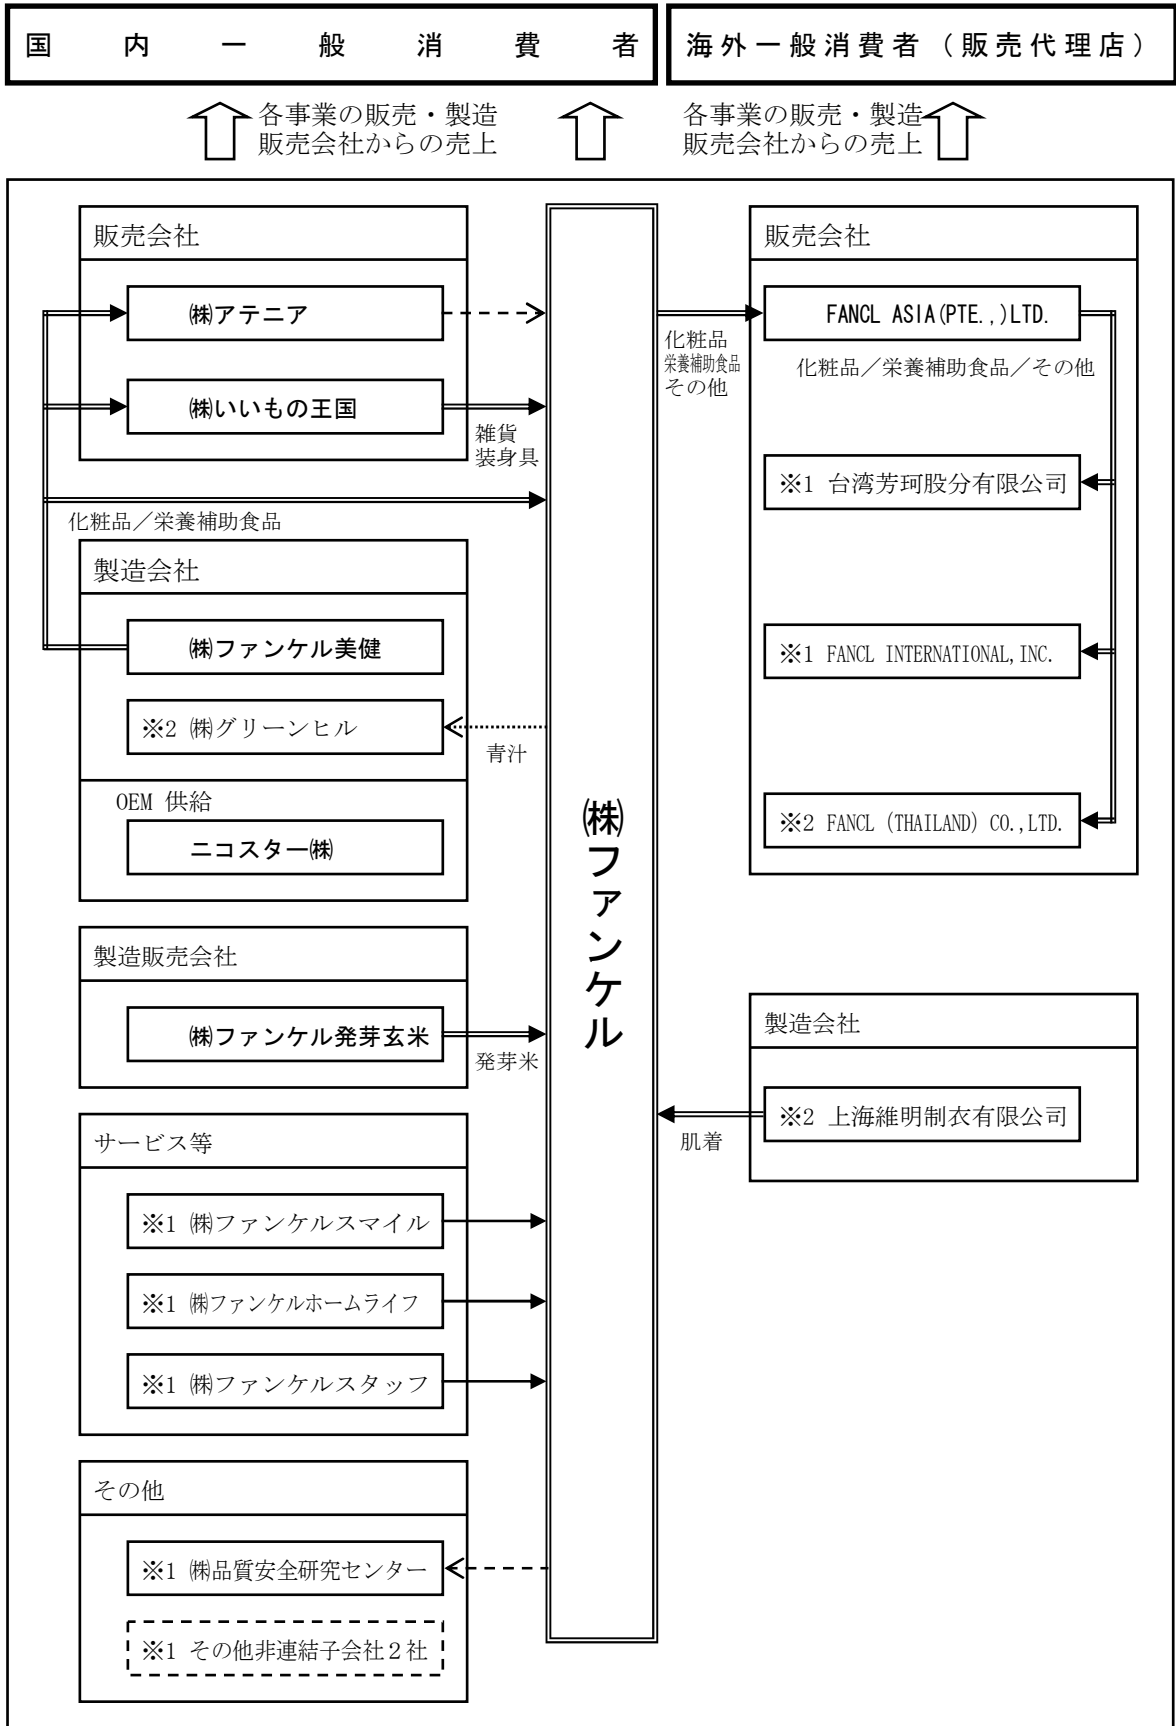 国内一般消費者
海外一般消費者(販売代理店)
各事業の販売・製造
販売会社からの売上
各事業の販売・製造
販売会社からの売上
販売会社
㈱アテニア
㈱いいもの王国
雑貨
装身具
化粧品／栄養補助食品
製造会社
㈱ファンケル美健
※2 ㈱グリーンヒル
青汁
OEM 供給
ニコスター㈱
製造販売会社
㈱ファンケル発芽玄米
発芽米
サービス等
※1 ㈱ファンケルスマイル
※1 ㈱ファンケルホームライフ
※1 ㈱ファンケルスタッフ
その他
※1 ㈱品質安全研究センター
※1 その他非連結子会社２社
㈱ファンケル
化粧品
栄養補助食品
その他
販売会社
FANCL ASIA(PTE.,)LTD.
化粧品／栄養補助食品／その他
※1 台湾芳珂股分有限公司
※1 FANCL INTERNATIONAL,INC.
※2 FANCL (THAILAND) CO.,LTD.
製造会社
※2 上海維明制衣有限公司
肌着